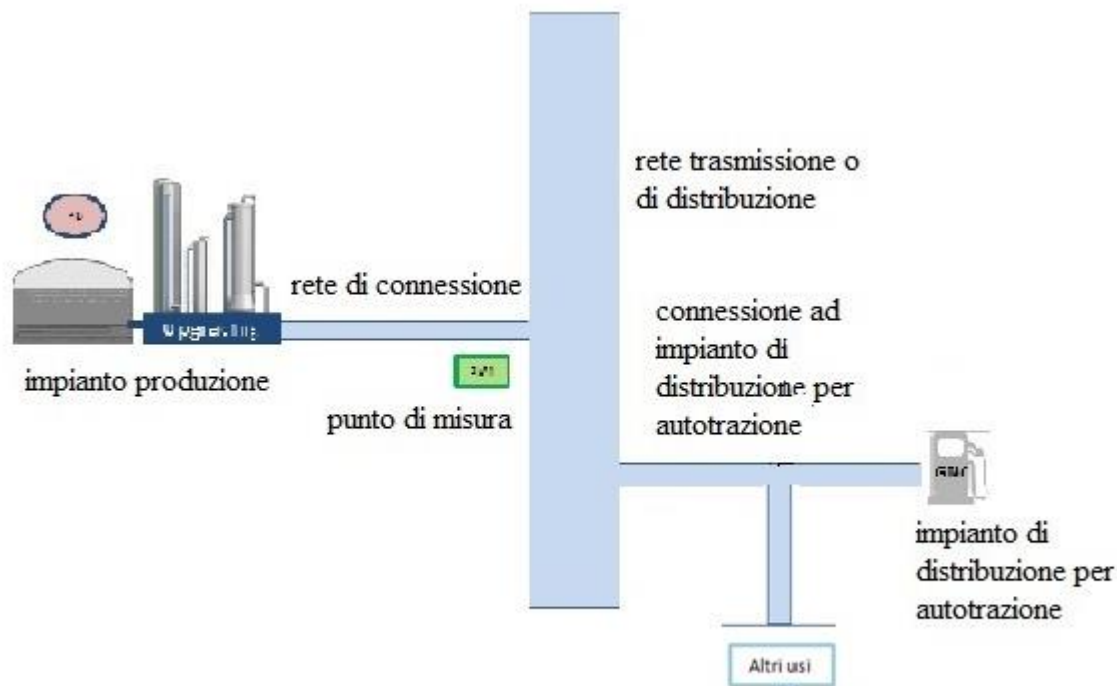 rete trasmissione o
di distribuzione
rete di connessione
Upgrading
impianto produzione
punto di misura
connessione ad
impianto di
distribuzione per
autotrazione
impianto di
distribuzione per
autotrazione
Altri usi